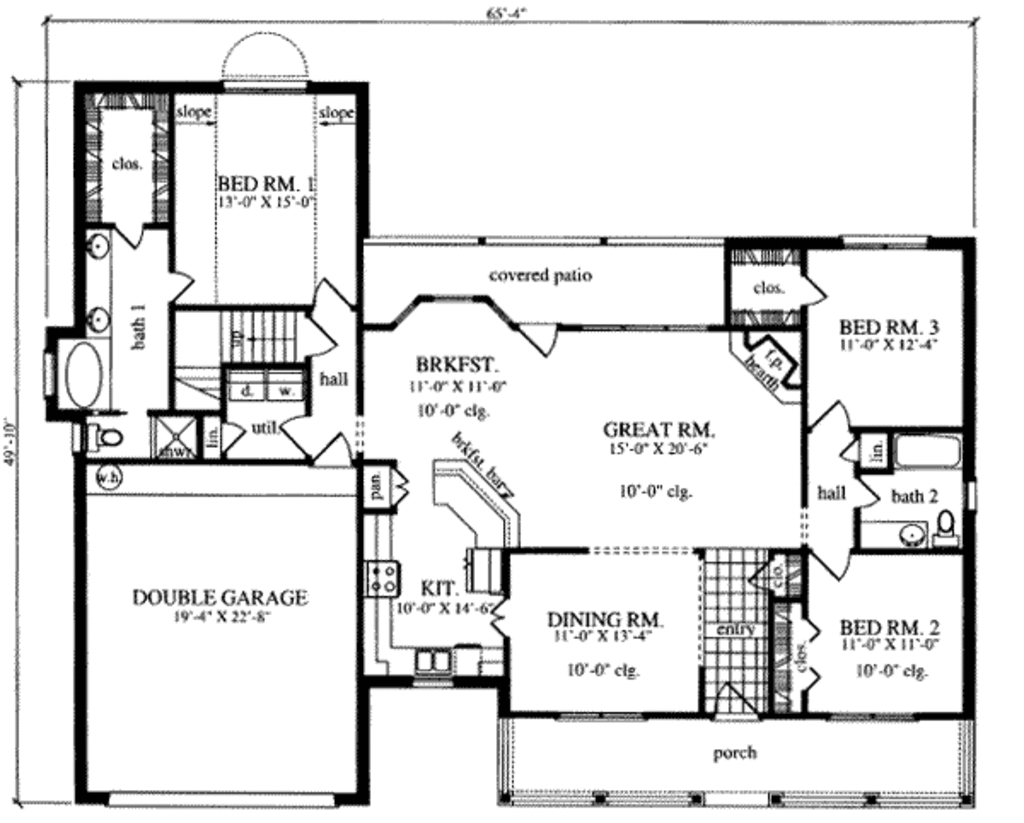 65'-4"
slope
slope
clos.
BED RM. 1
13'-0" X 15'-0"
covered patio
clos.
bath 1
up
BED RM. 3
11'-0" X 12'-4"
f.p.
hearth
BRKFST.
11'-0" X 11'-0"
10'-0" clg.
hall
d.
w.
util.
lin.
shwr.
GREAT RM.
15'-0" X 20'-6"
10'-0" clg.
49'-10"
brkfst. bar
w.h.
pan.
hall
lin.
bath 2
KIT.
10'-0" X 14'-6"
DOUBLE GARAGE
19'-4" X 22'-8"
DINING RM.
11'-0" X 13'-4"
10'-0" clg.
entry
clo.
clos.
BED RM. 2
11'-0" X 11'-0"
10'-0" clg.
porch